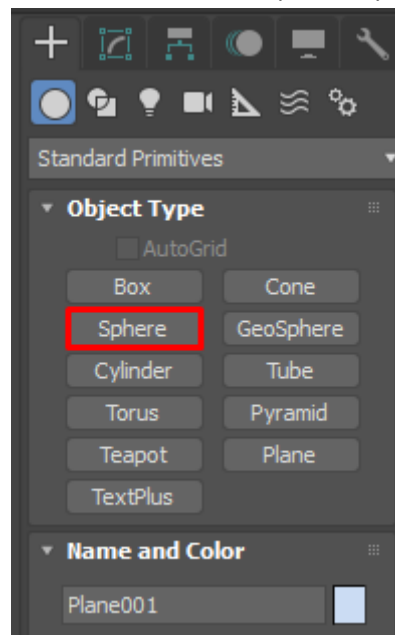 Standard Primitives
Object Type
AutoGrid
Box Cone
Sphere GeoSphere
Cylinder Tube
Torus Pyramid
Teapot Plane
TextPlus
Name and Color
Plane001